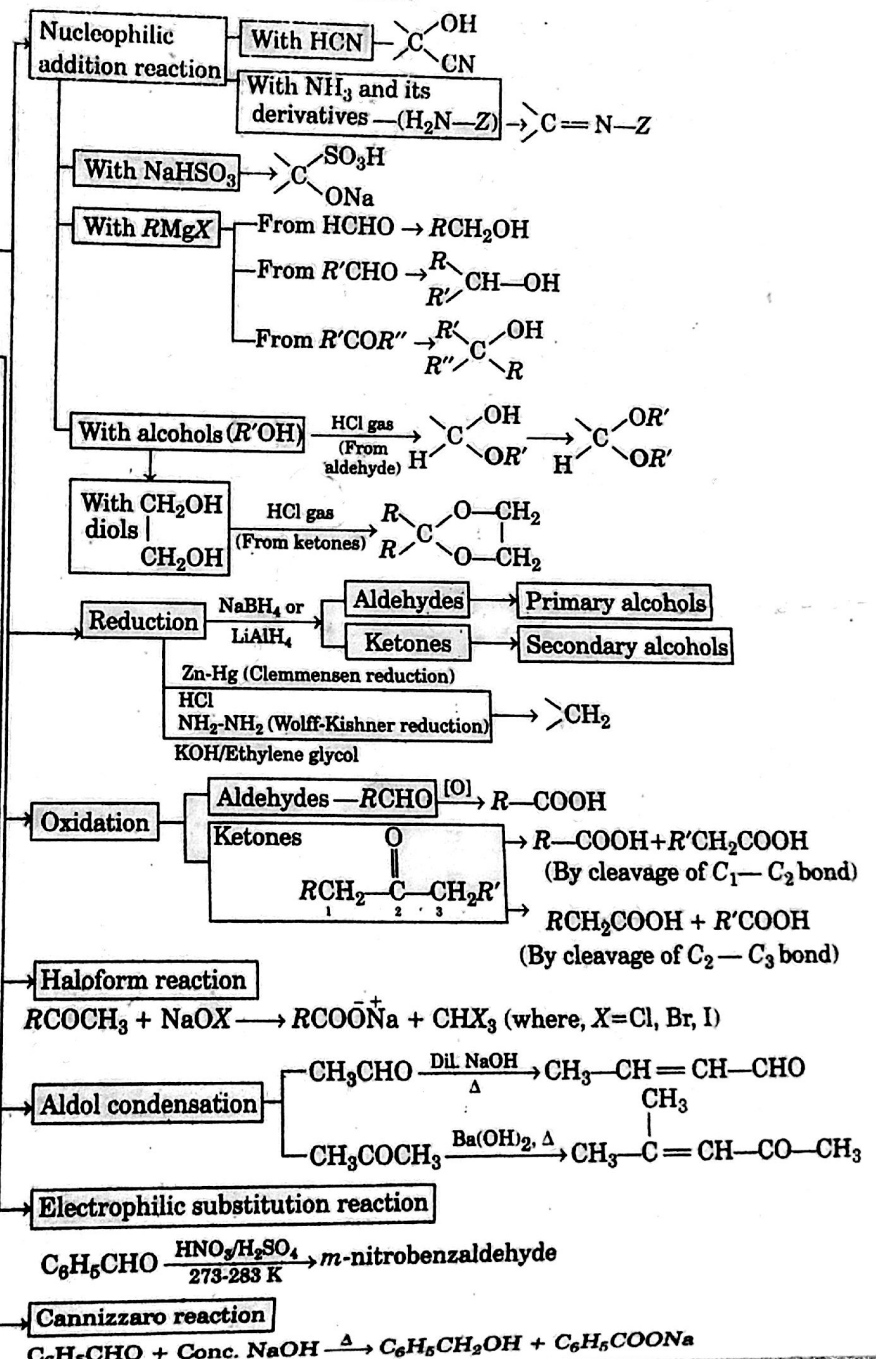 Nucleophilic
addition reaction
With HCN
OH
C
CN
With NH₃ and its
derivatives —(H₂N—Z) → C=N—Z
With NaHSO₃ → C
SO₃H
ONa
With RMgX
From HCHO → RCH₂OH
From R'CHO → R
R'
CH—OH
From R'COR'' → R'
R''
C
OH
R
With alcohols (R'OH)
HCl gas
(From
aldehyde)
H
C
OH
OR'
→
H
C
OR'
OR'
With
diols
CH₂OH
|
CH₂OH
HCl gas
(From ketones)
R
R
C
O—CH₂
O—CH₂
Reduction
NaBH₄ or
LiAlH₄
Aldehydes → Primary alcohols
Ketones → Secondary alcohols
Zn-Hg (Clemmensen reduction)
HCl
NH₂-NH₂ (Wolff-Kishner reduction)
KOH/Ethylene glycol
→ CH₂
Oxidation
Aldehydes —RCHO [O]→ R—COOH
Ketones
O
||
RCH₂—C—CH₂R'
1 2 3
→ R—COOH+R'CH₂COOH
(By cleavage of C₁— C₂ bond)
→ RCH₂COOH + R'COOH
(By cleavage of C₂ — C₃ bond)
Haloform reaction
RCOCH₃ + NaOX → RCOO⁻Na⁺ + CHX₃ (where, X=Cl, Br, I)
Aldol condensation
CH₃CHO Dil. NaOH → CH₃—CH=CH—CHO
Δ
CH₃
|
CH₃COCH₃ Ba(OH)₂, Δ → CH₃—C=CH—CO—CH₃
Electrophilic substitution reaction
C₆H₅CHO HNO₃/H₂SO₄ → m-nitrobenzaldehyde
273-283 K
Cannizzaro reaction
C₆H₅CHO + Conc. NaOH Δ→ C₆H₅CH₂OH + C₆H₅COONa